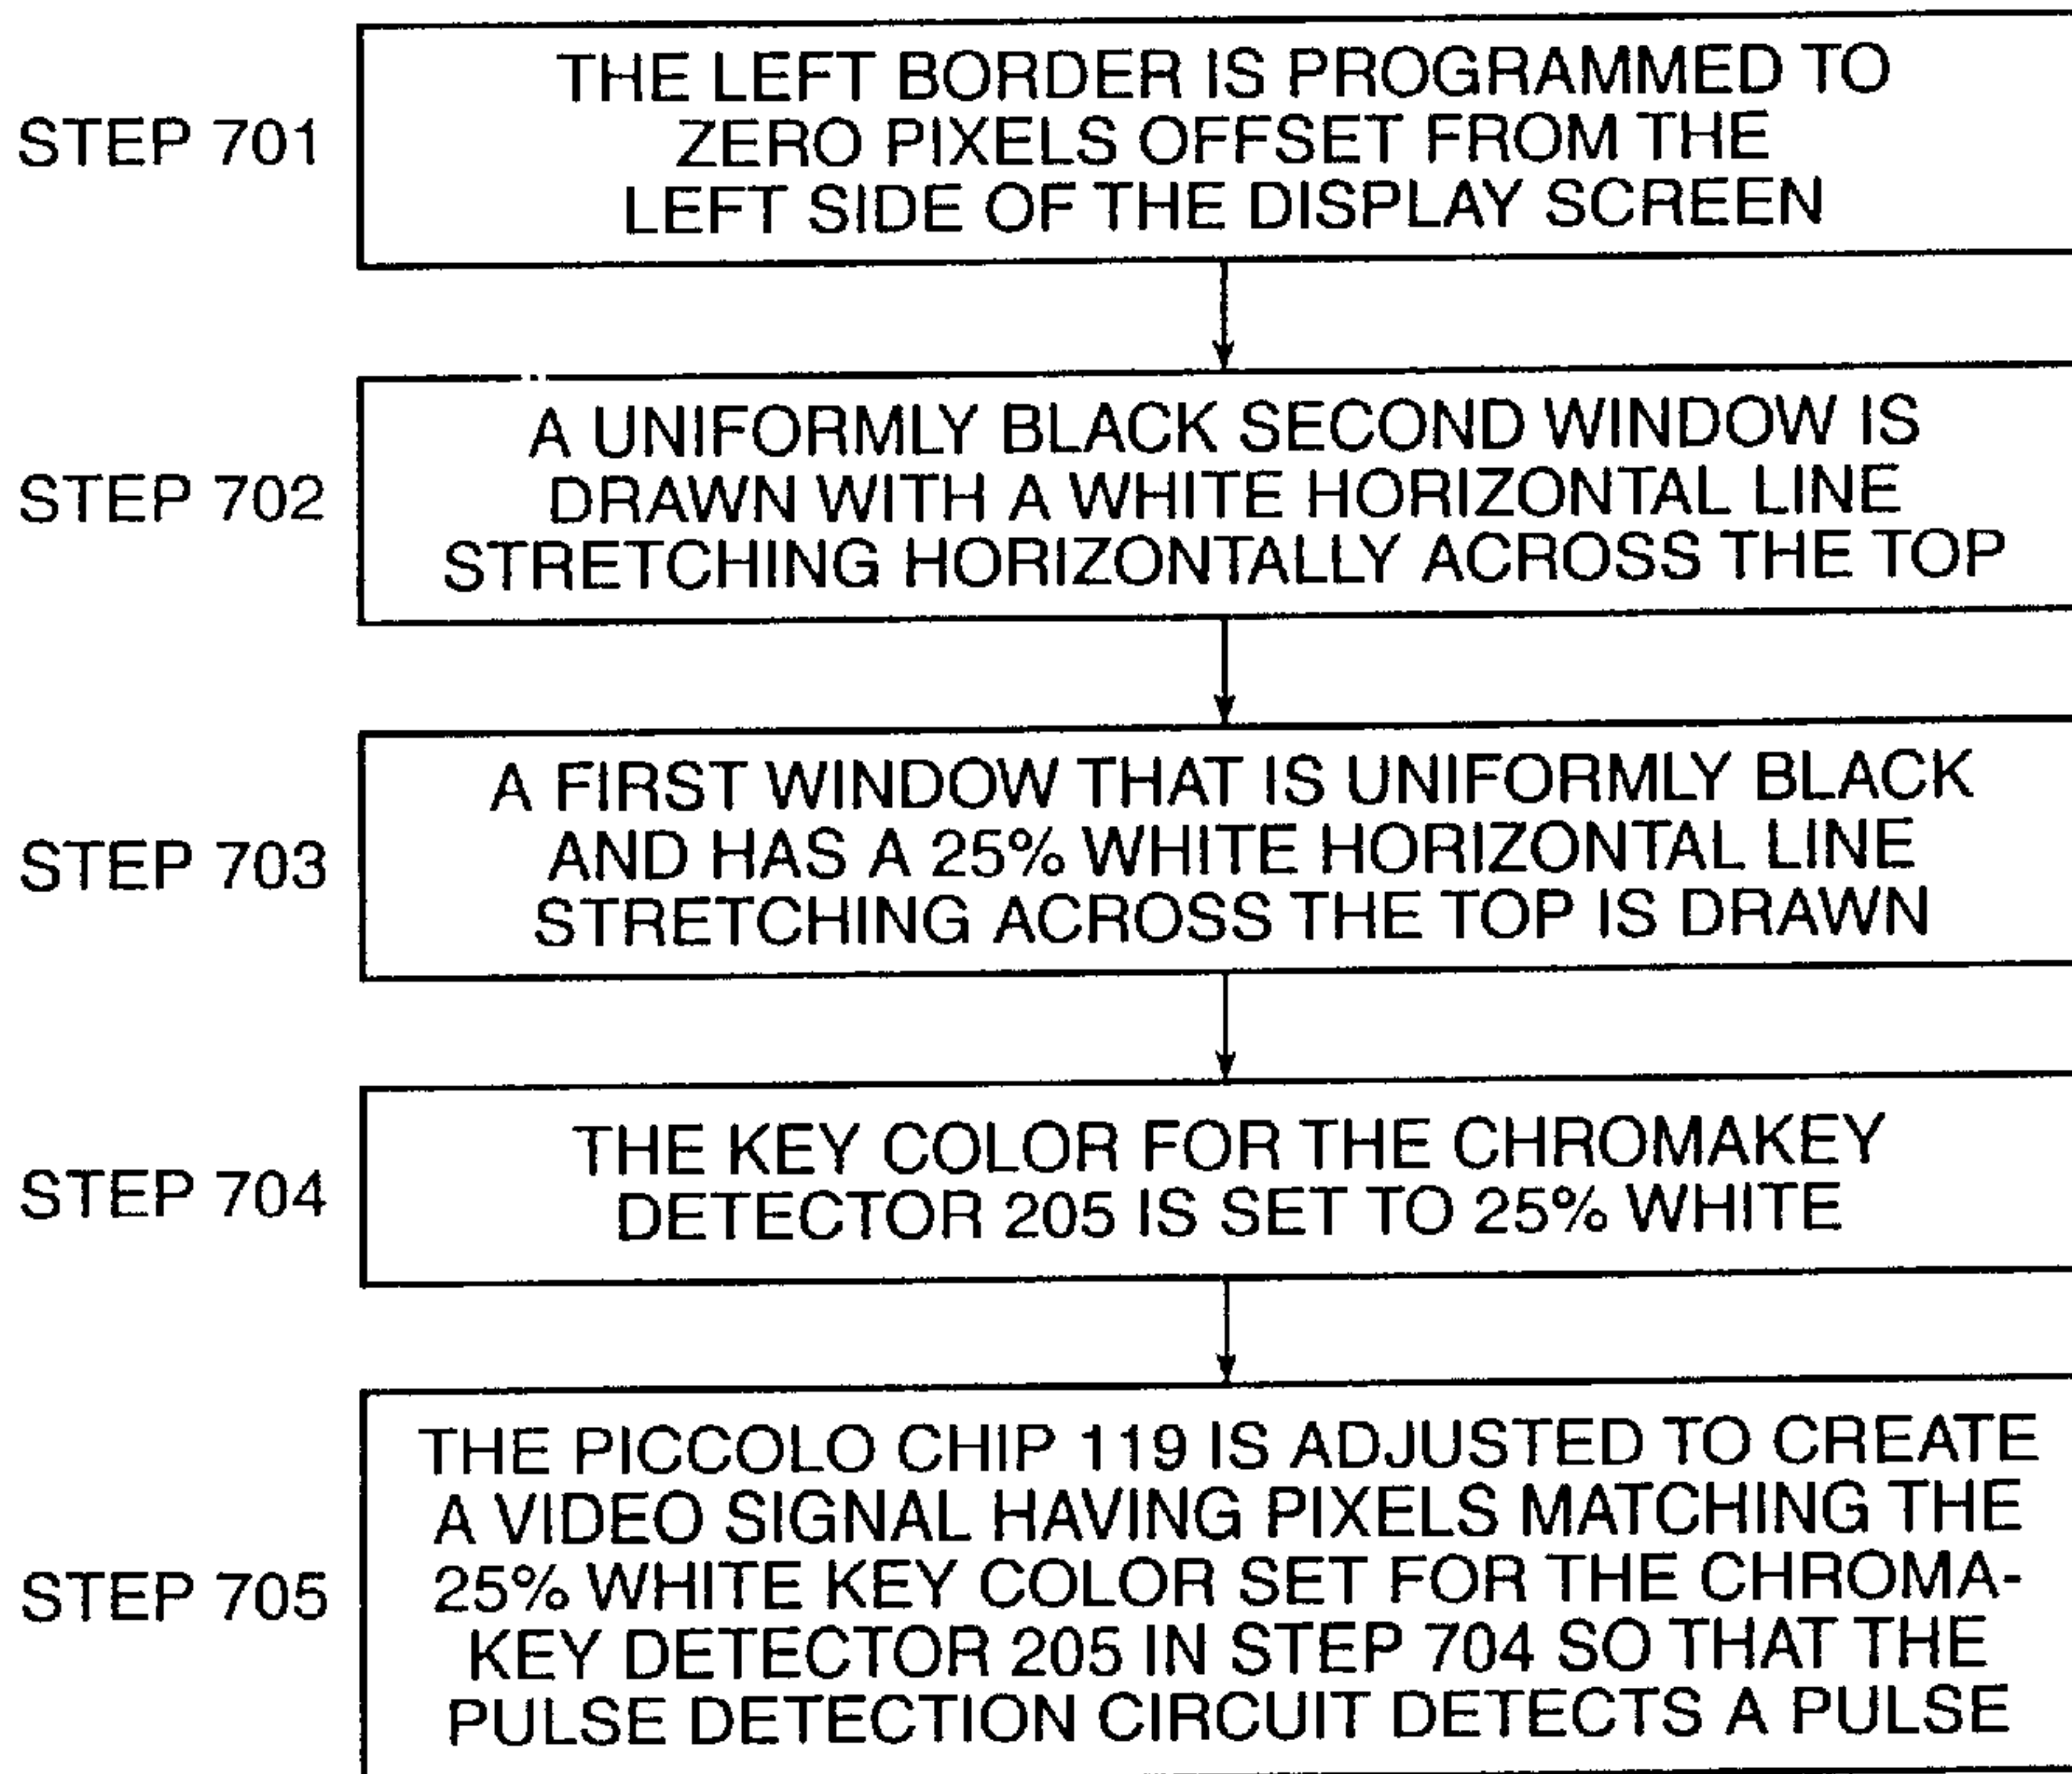 STEP 701
THE LEFT BORDER IS PROGRAMMED TO
ZERO PIXELS OFFSET FROM THE
LEFT SIDE OF THE DISPLAY SCREEN
STEP 702
A UNIFORMLY BLACK SECOND WINDOW IS
DRAWN WITH A WHITE HORIZONTAL LINE
STRETCHING HORIZONTALLY ACROSS THE TOP
STEP 703
A FIRST WINDOW THAT IS UNIFORMLY BLACK
AND HAS A 25% WHITE HORIZONTAL LINE
STRETCHING ACROSS THE TOP IS DRAWN
STEP 704
THE KEY COLOR FOR THE CHROMAKEY
DETECTOR 205 IS SET TO 25% WHITE
STEP 705
THE PICCOLO CHIP 119 IS ADJUSTED TO CREATE
A VIDEO SIGNAL HAVING PIXELS MATCHING THE
25% WHITE KEY COLOR SET FOR THE CHROMA-
KEY DETECTOR 205 IN STEP 704 SO THAT THE
PULSE DETECTION CIRCUIT DETECTS A PULSE